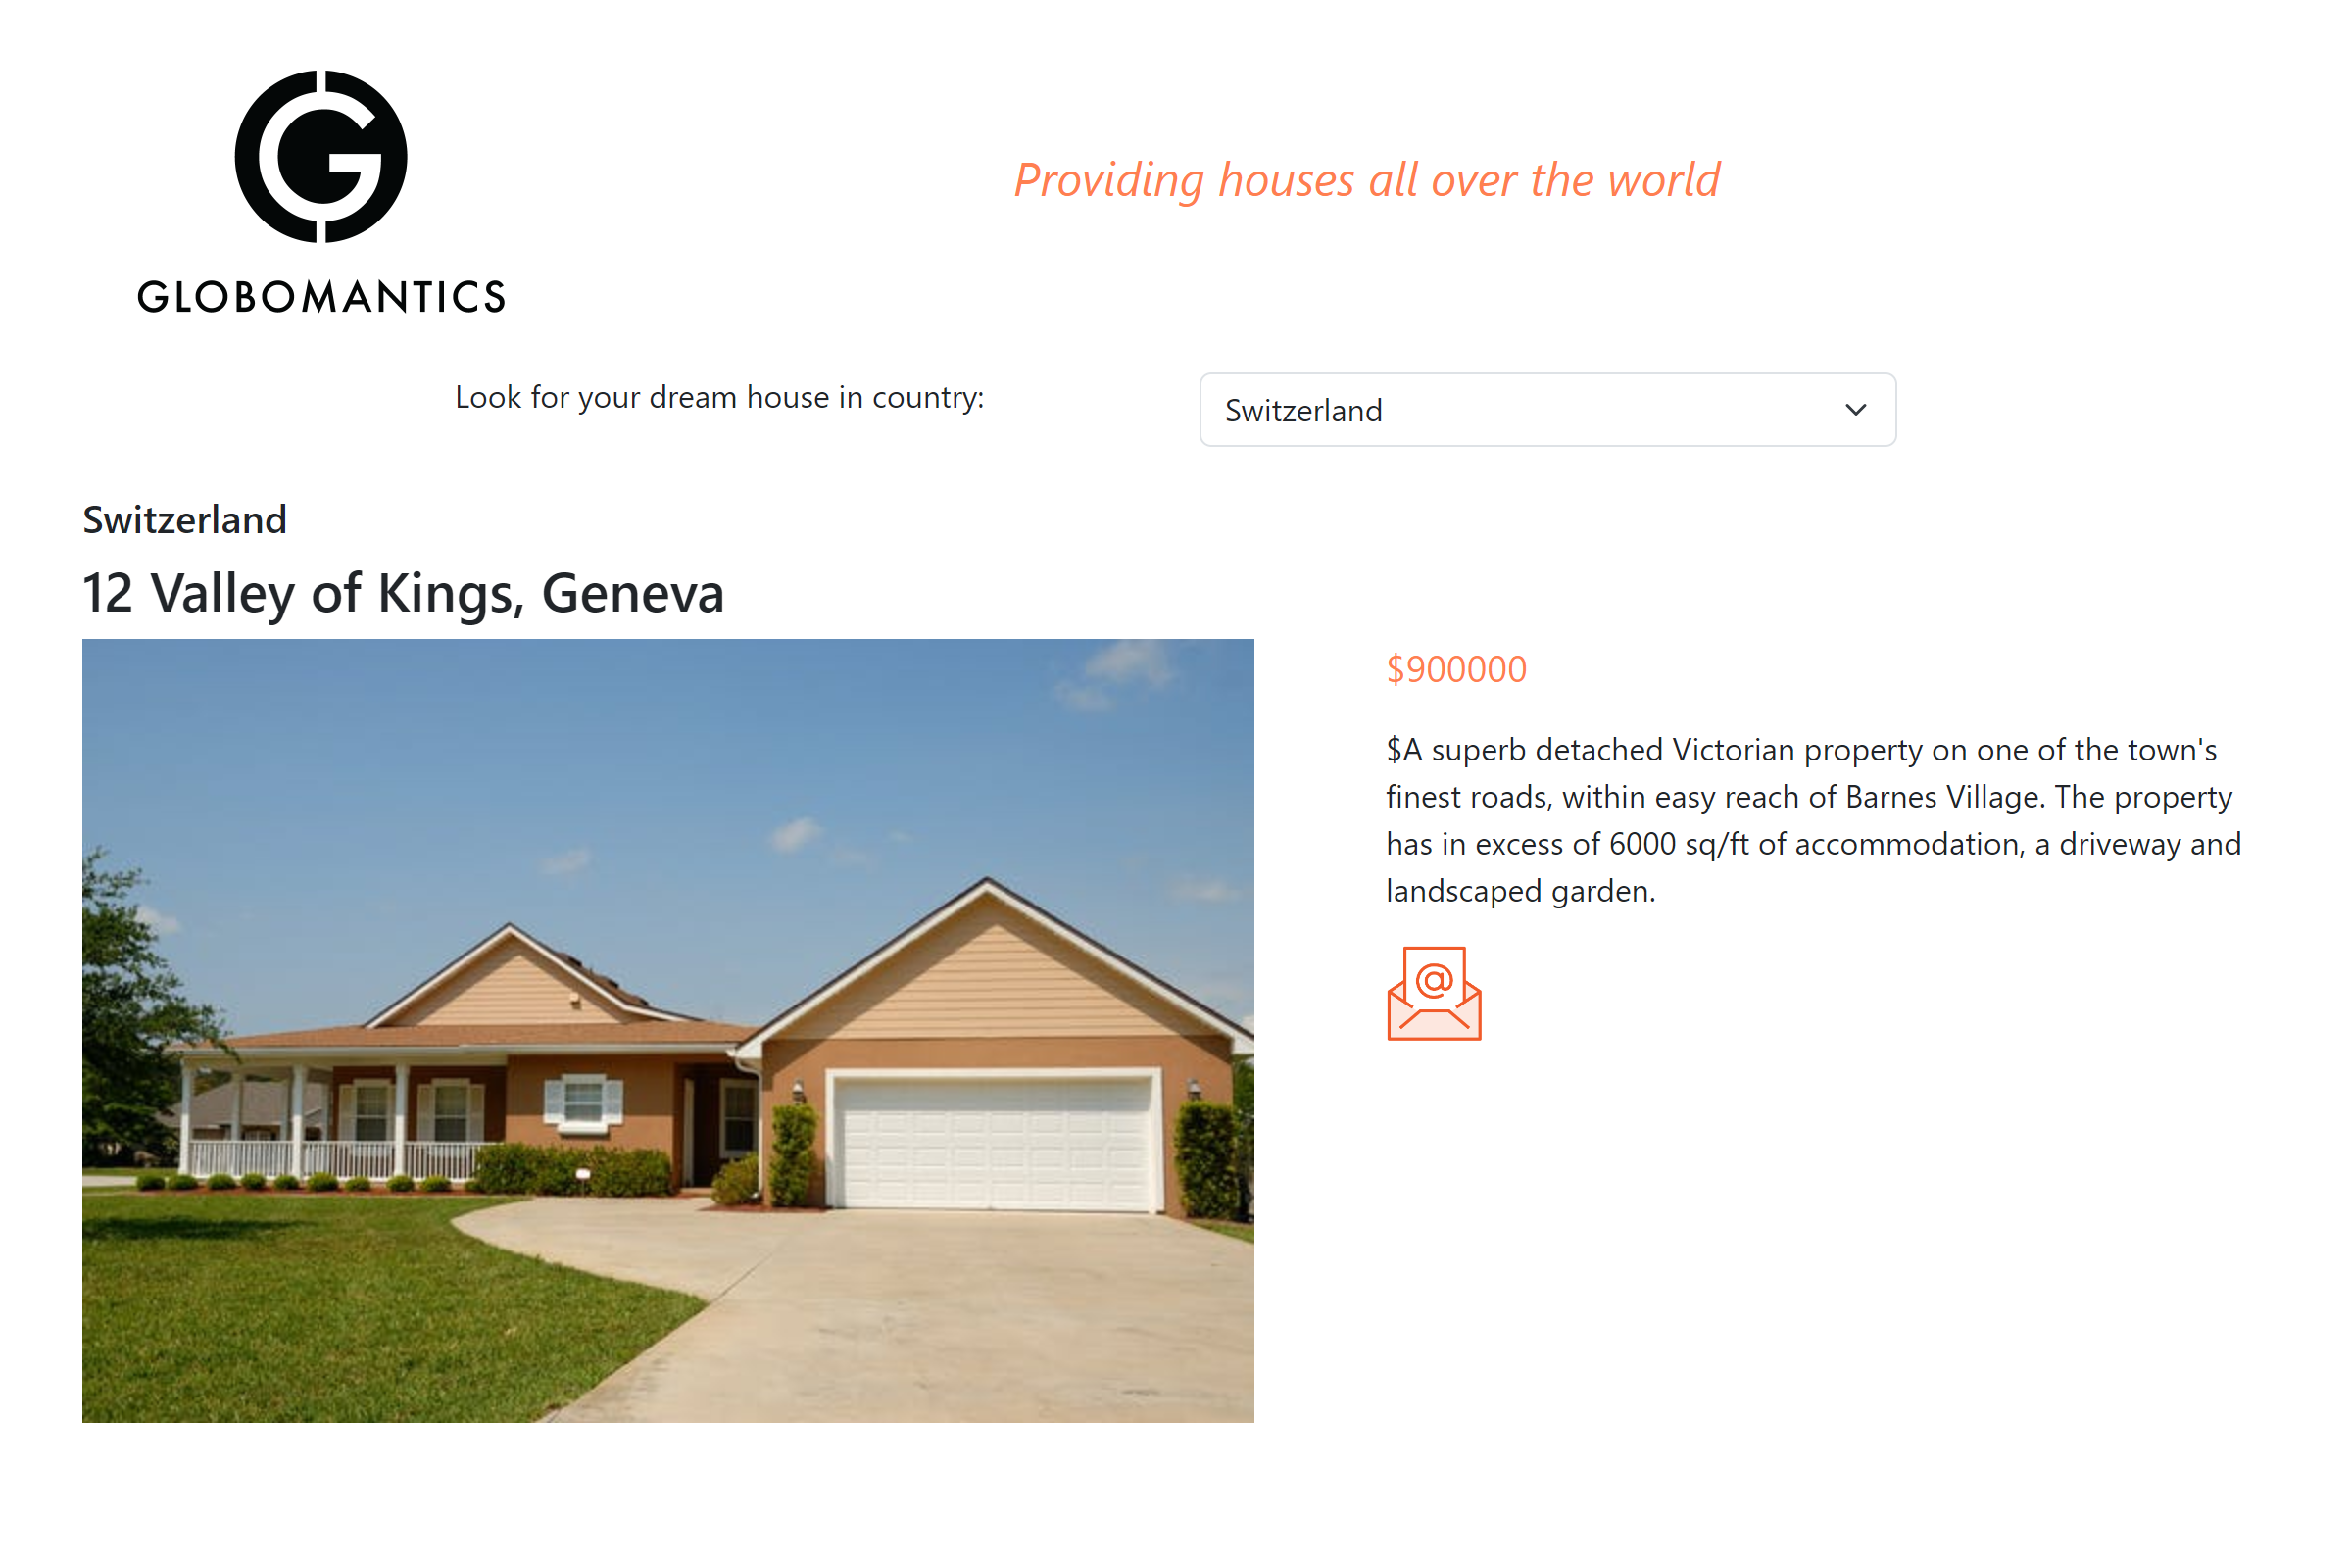 GLOBOMANTICS
Providing houses all over the world
Look for your dream house in country:
Switzerland
Switzerland
12 Valley of Kings, Geneva
$900000
$A superb detached Victorian property on one of the town's
finest roads, within easy reach of Barnes Village. The property
has in excess of 6000 sq/ft of accommodation, a driveway and
landscaped garden.
@